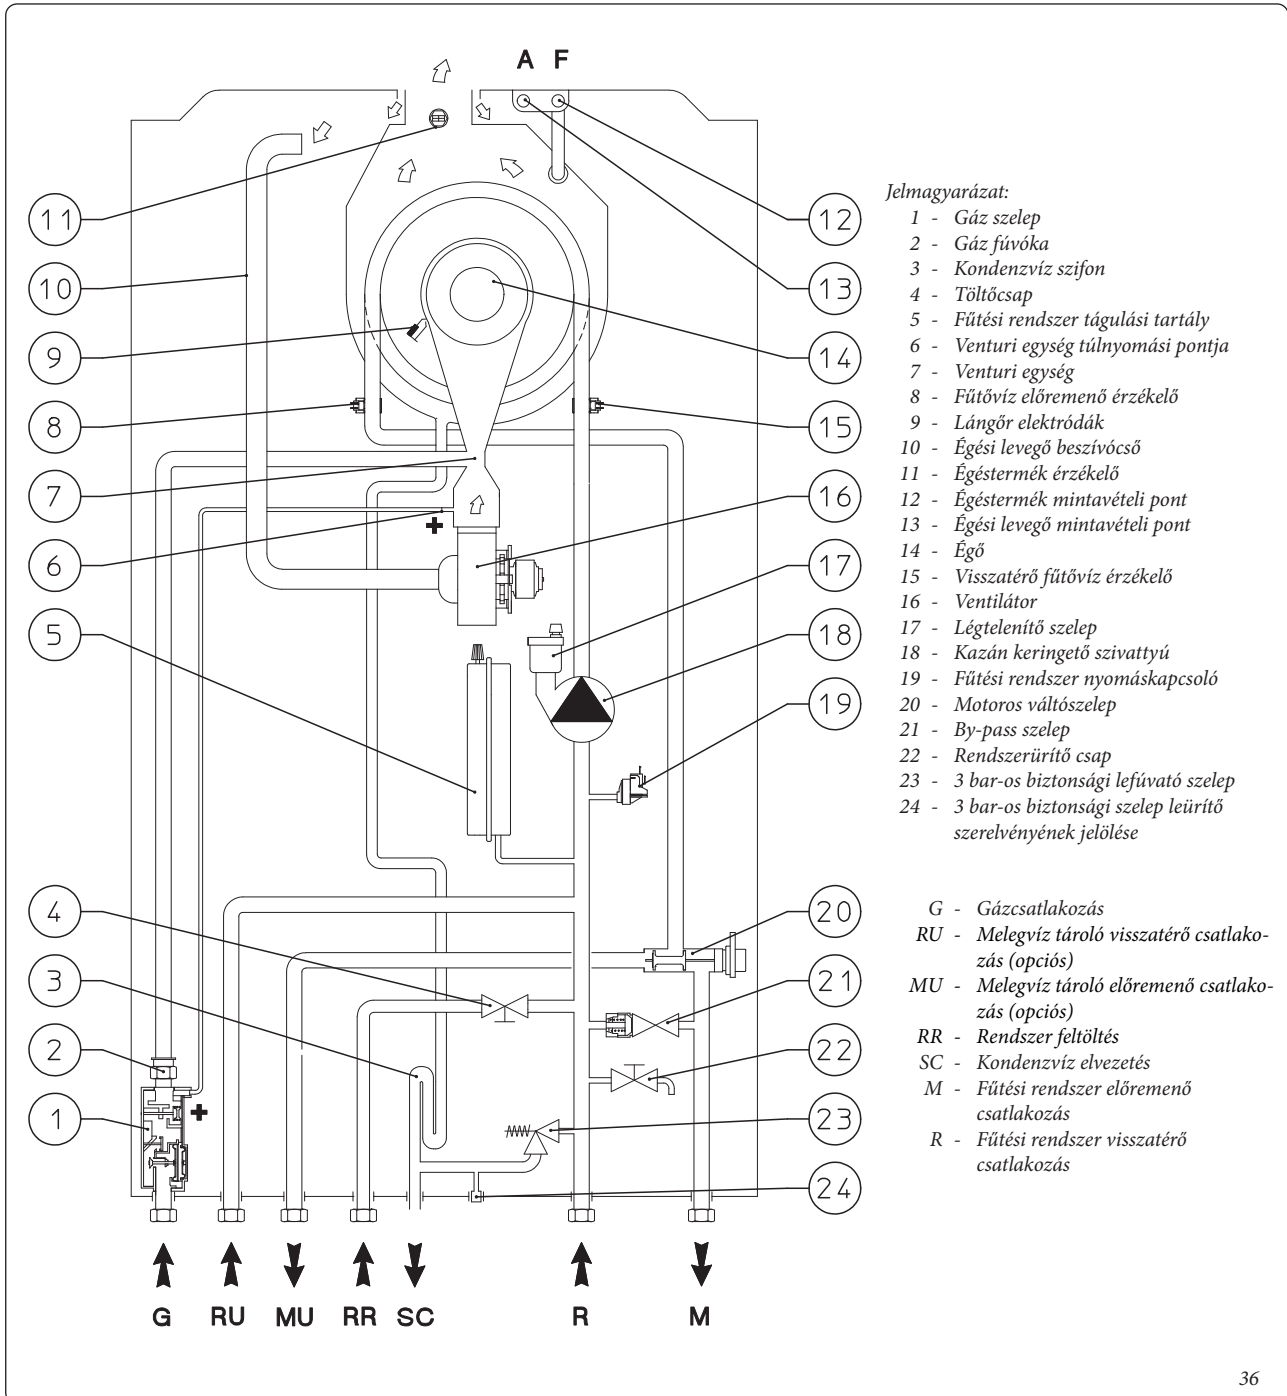 A F
11
10
9
8
7
6
5
4
3
2
1
12
13
14
15
16
17
18
19
20
21
22
23
24
+
+
G RU MU RR SC R M
Jelmagyarázat:
1 - Gáz szelep
2 - Gáz fúvóka
3 - Kondenzvíz szifon
4 - Töltőcsap
5 - Fűtési rendszer tágulási tartály
6 - Venturi egység túlnyomási pontja
7 - Venturi egység
8 - Fűtővíz előremenő érzékelő
9 - Lángőr elektródák
10 - Égési levegő beszívócső
11 - Égéstermék érzékelő
12 - Égéstermék mintavételi pont
13 - Égési levegő mintavételi pont
14 - Égő
15 - Visszatérő fűtővíz érzékelő
16 - Ventilátor
17 - Légtelenítő szelep
18 - Kazán keringető szivattyú
19 - Fűtési rendszer nyomáskapcsoló
20 - Motoros váltószelep
21 - By-pass szelep
22 - Rendszerürítő csap
23 - 3 bar-os biztonsági lefúvató szelep
24 - 3 bar-os biztonsági szelep leürítő
szerelvényének jelölése
G - Gázcsatlakozás
RU - Melegvíz tároló visszatérő csatlako-
zás (opciós)
MU - Melegvíz tároló előremenő csatlako-
zás (opciós)
RR - Rendszer feltöltés
SC - Kondenzvíz elvezetés
M - Fűtési rendszer előremenő
csatlakozás
R - Fűtési rendszer visszatérő
csatlakozás
36